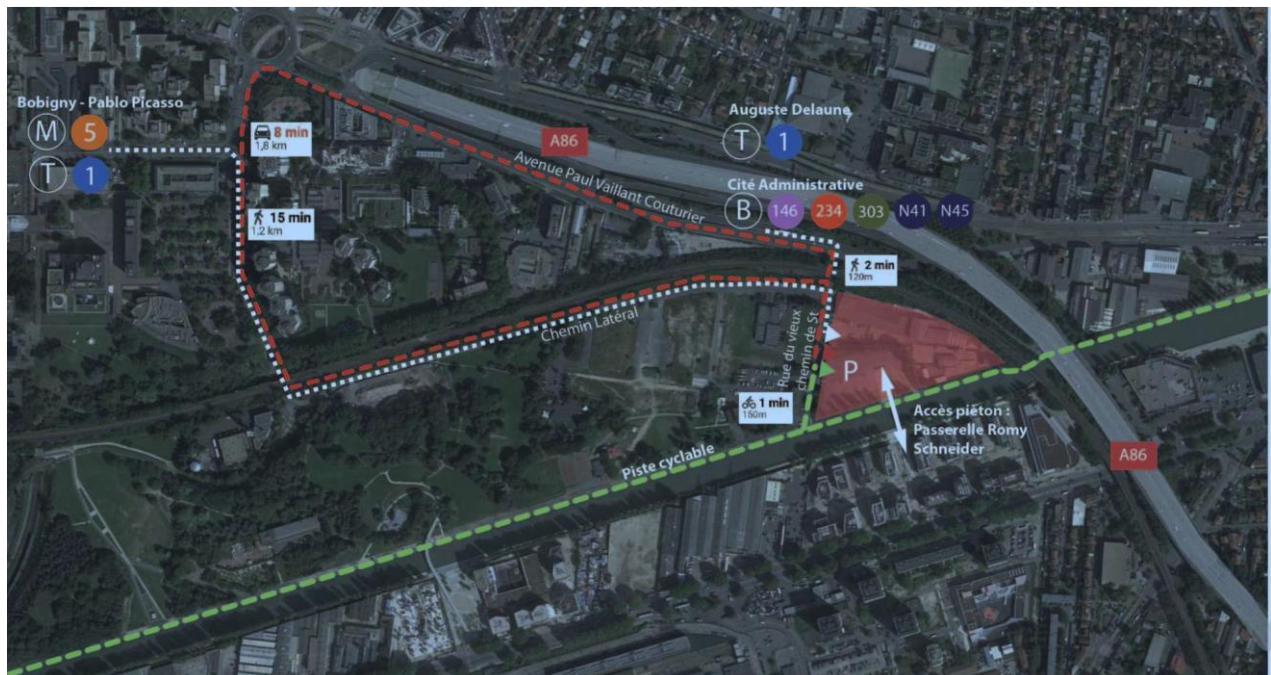 Bobigny - Pablo Picasso
M 5
T 1
8 min
1,8 km
15 min
1,2 km
A86
Avenue Paul Vaillant Couturier
Auguste Delaune
T 1
Cité Administrative
B 146 234 303 N41 N45
2 min
120m
Chemin Latéral
Rue du vieux
chemin de St
P
1 min
150m
Accès piéton :
Passerelle Romy
Schneider
A86
Piste cyclable